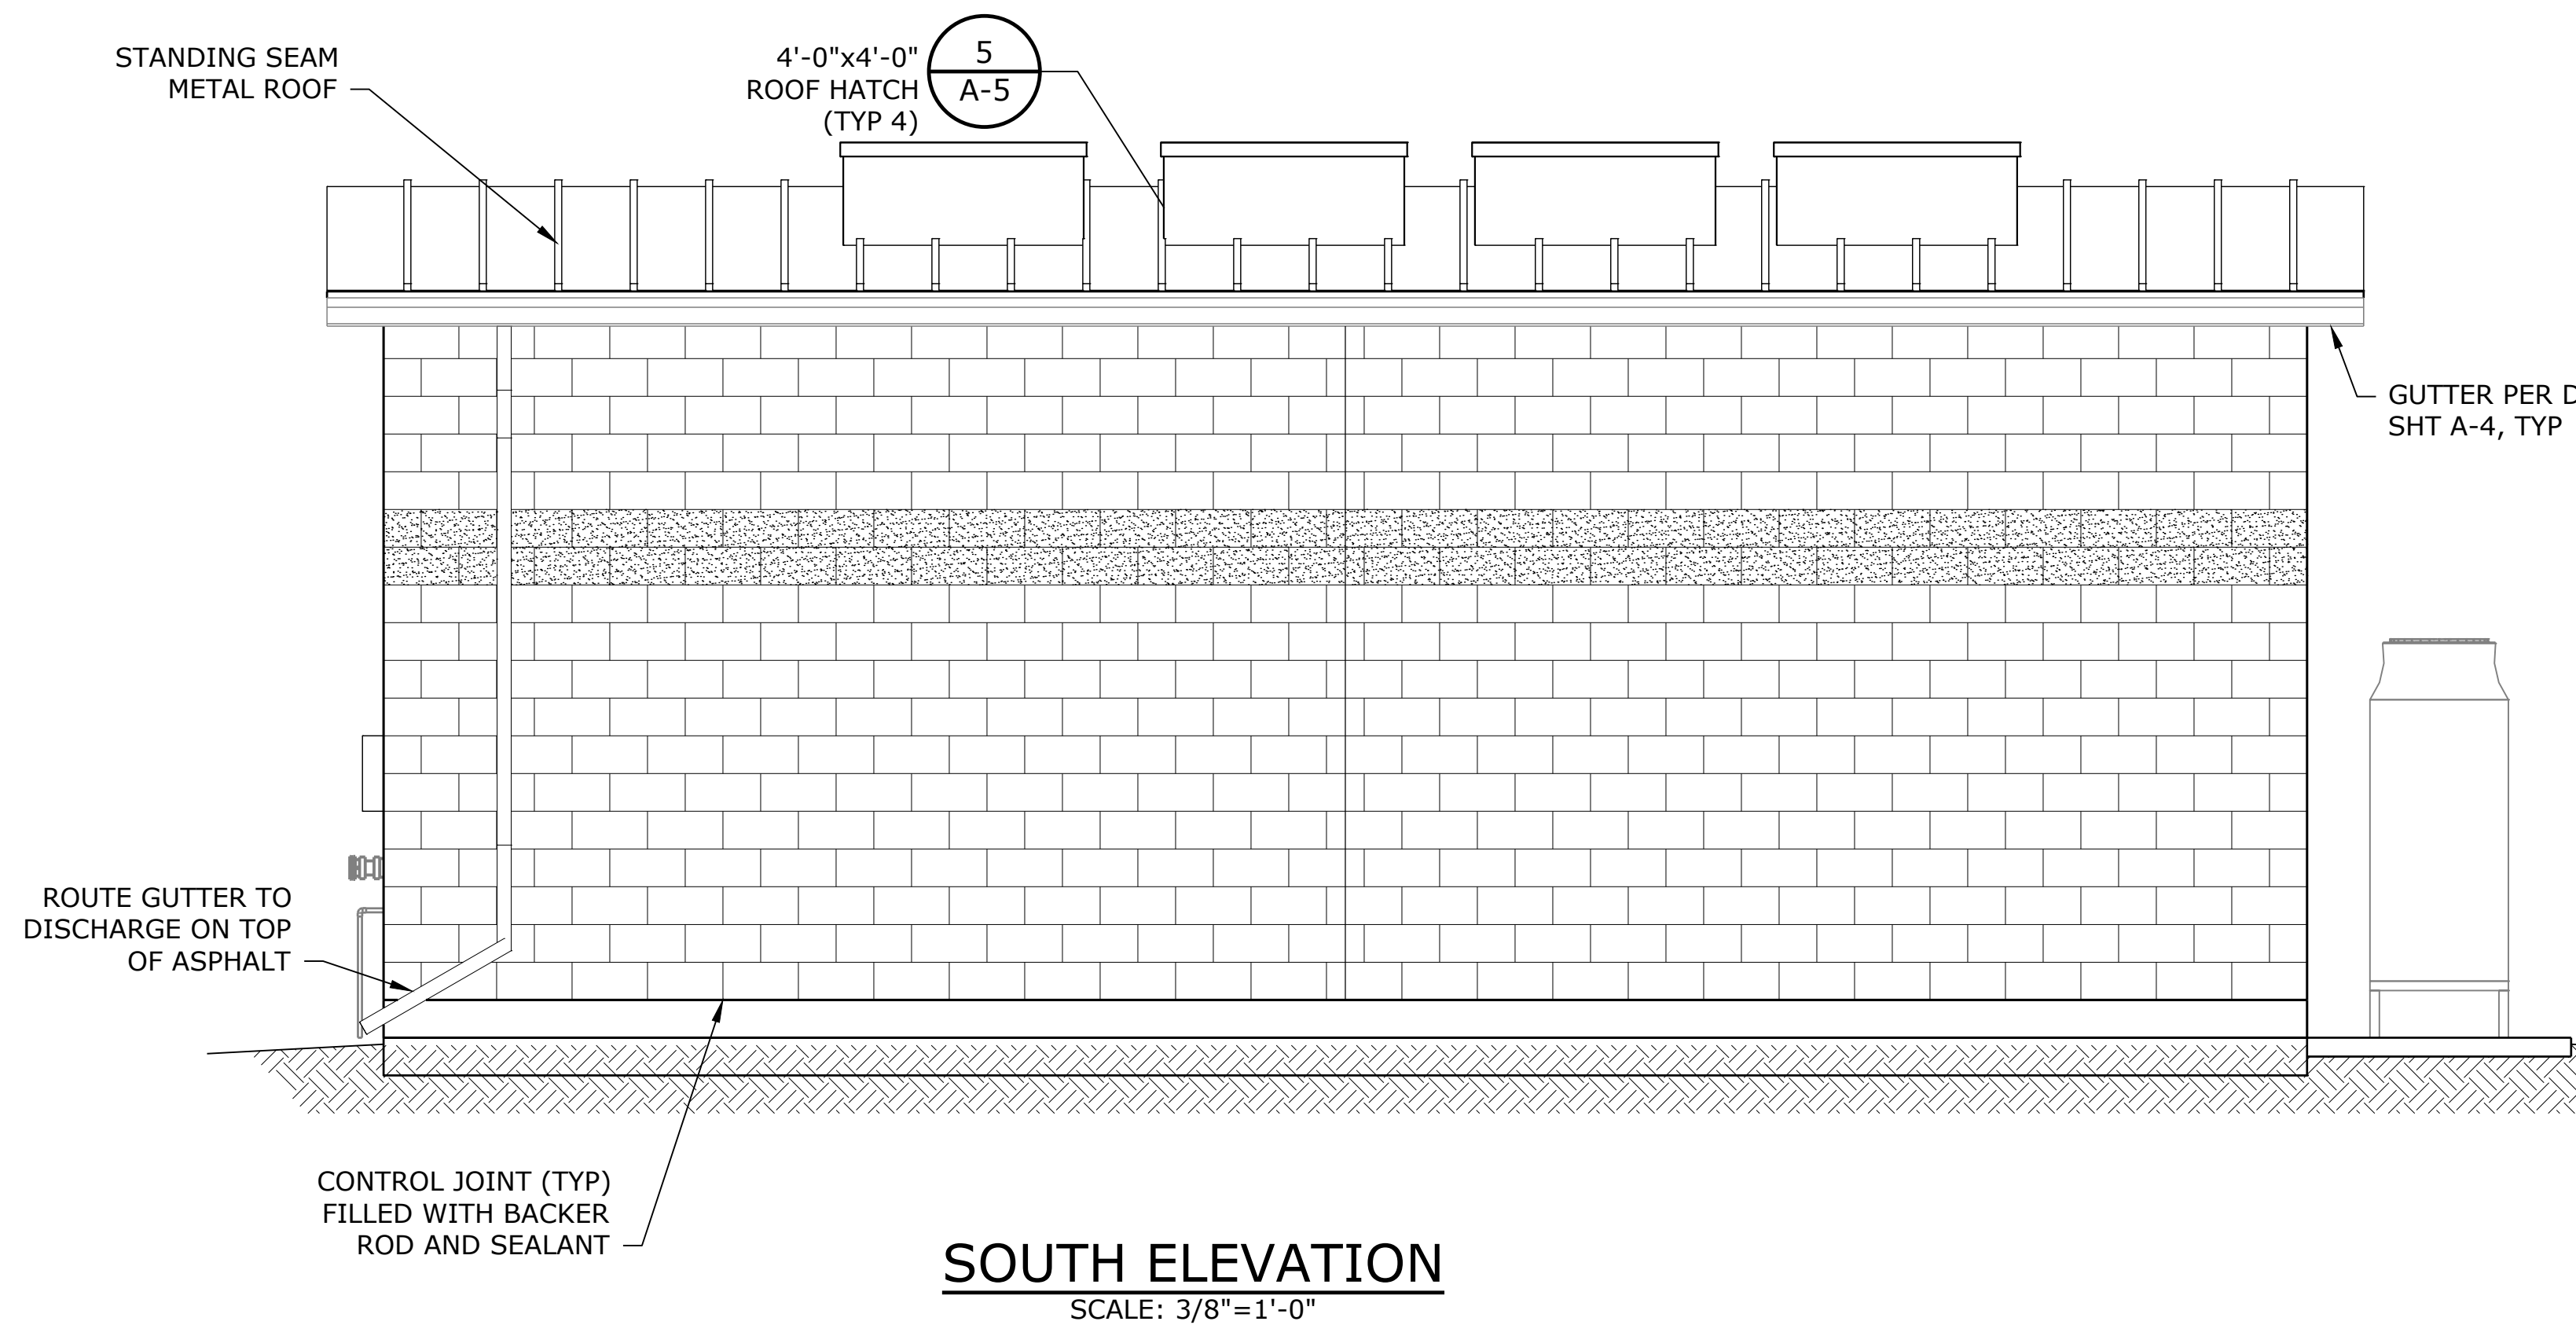 STANDING SEAM
METAL ROOF
4'-0"x4'-0"
ROOF HATCH
(TYP 4)
5
A-5
GUTTER PER
SHT A-4, TYP
ROUTE GUTTER TO
DISCHARGE ON TOP
OF ASPHALT
CONTROL JOINT (TYP)
FILLED WITH BACKER
ROD AND SEALANT
SOUTH ELEVATION
SCALE: 3/8"=1'-0"